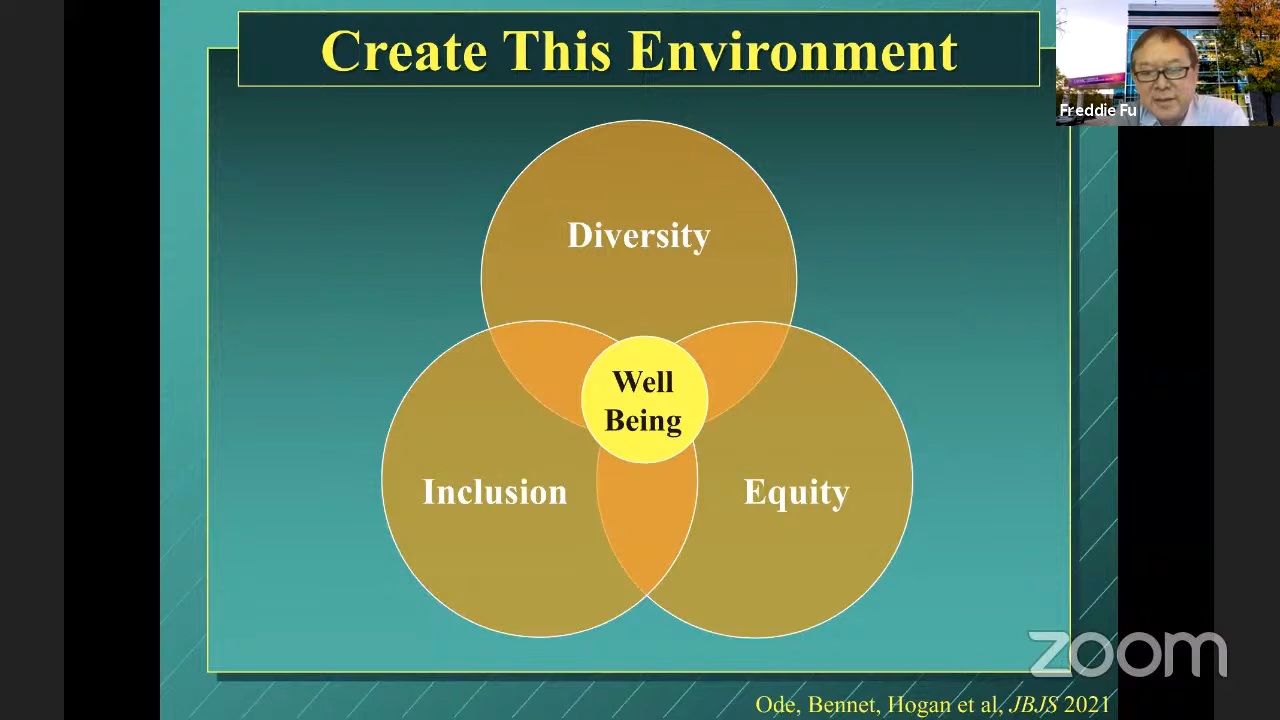 Create This Environment
Freddie Fu
Diversity
Well
Being
Inclusion
Equity
zoom
Ode, Bennet, Hogan et al, JBJS 2021